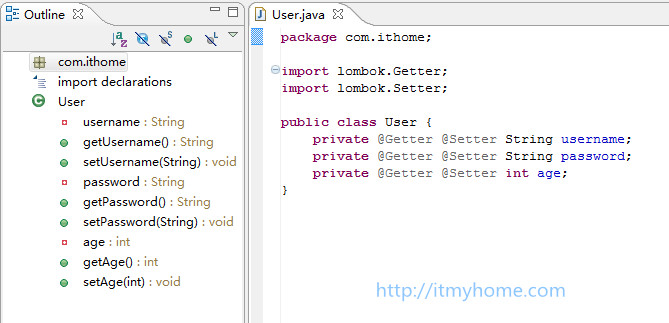 Outline
com.ithome
import declarations
User
username : String
getUsername() : String
setUsername(String) : void
password : String
getPassword() : String
setPassword(String) : void
age : int
getAge() : int
setAge(int) : void
User.java
package com.ithome;
import lombok.Getter;
import lombok.Setter;
public class User {
private @Getter @Setter String username;
private @Getter @Setter String password;
private @Getter @Setter int age;
}
http://itmyhome.com